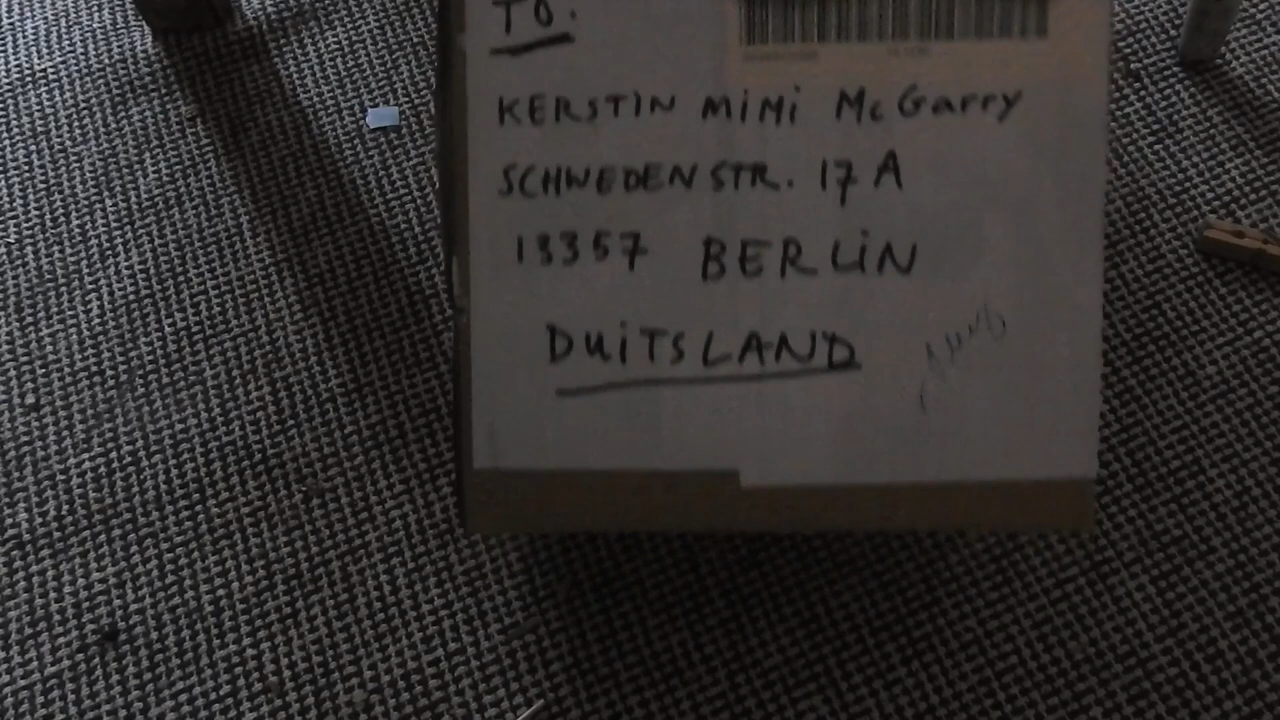 TO:
KERSTIN MIMI McGarry
SCHWEDENSTR. 17 A
13357 BERLIN
DUITSLAND